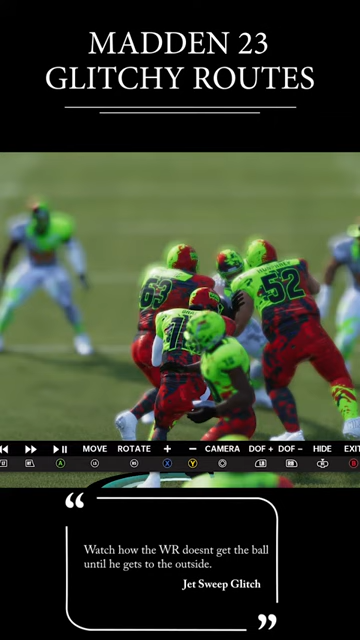 MADDEN 23
GLITCHY ROUTES
63
52
MOVE ROTATE + − CAMERA DOF + DOF − HIDE EXIT
A X Y B
“
Watch how the WR doesnt get the ball
until he gets to the outside.
Jet Sweep Glitch
”